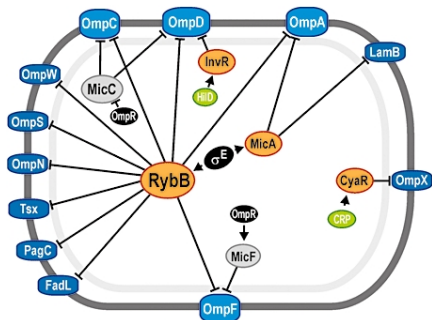 OmpC
OmpD
OmpA
LamB
OmpW
MicC
InvR
HilD
OmpR
OmpS
OmpN
RybB
σE
MicA
CyaR
OmpX
Tsx
OmpR
CRP
PagC
MicF
FadL
OmpF